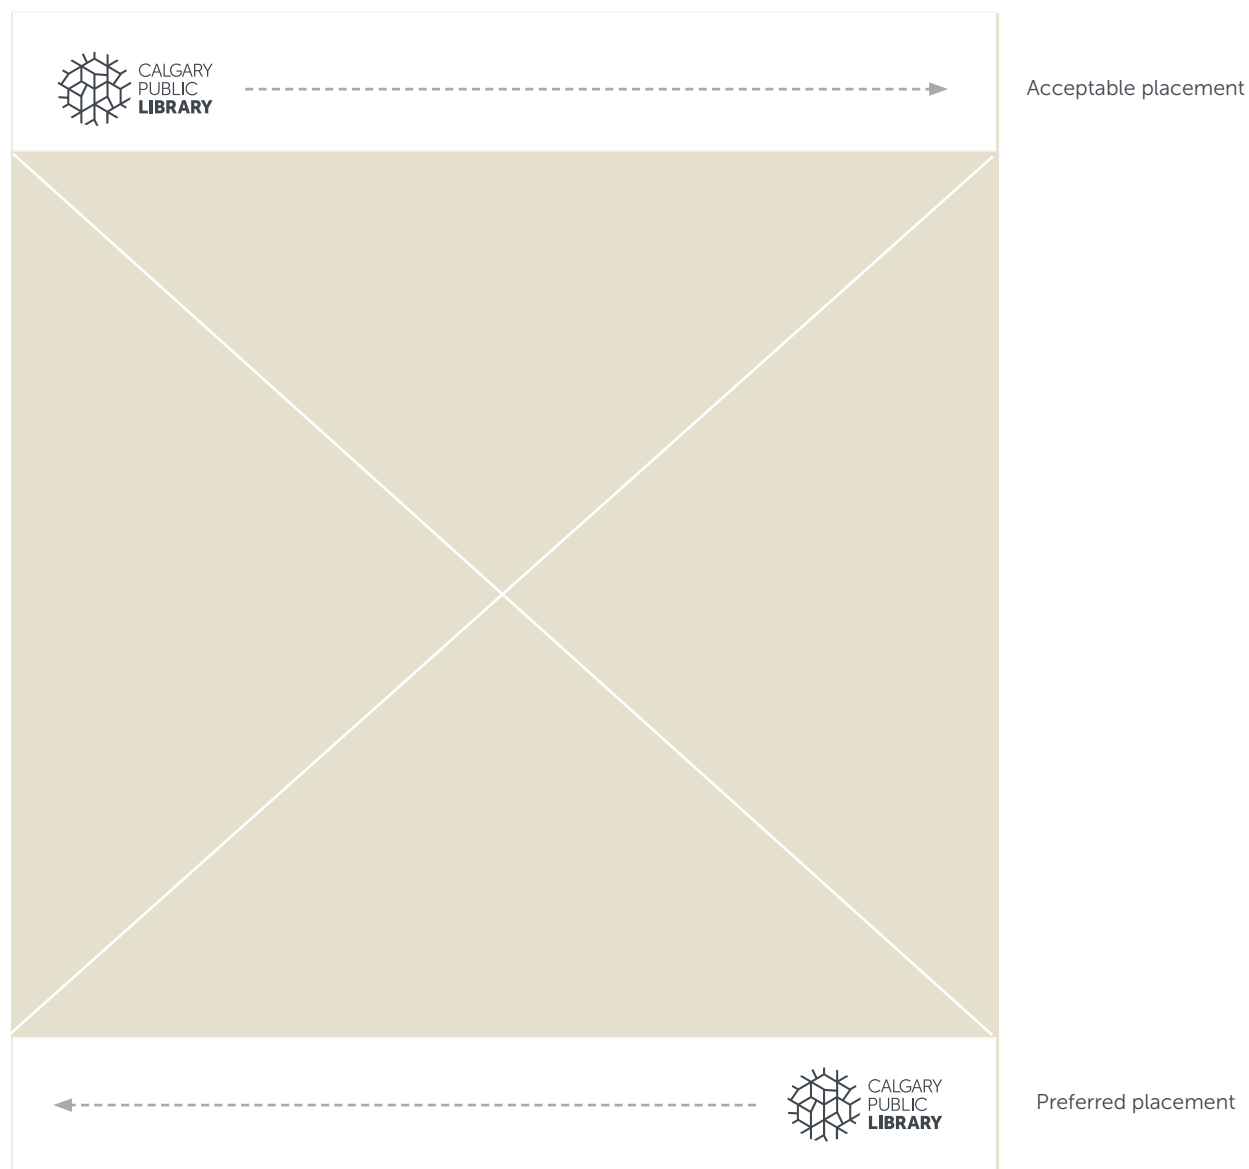 CALGARY
PUBLIC
LIBRARY
Acceptable placement
CALGARY
PUBLIC
LIBRARY
Preferred placement